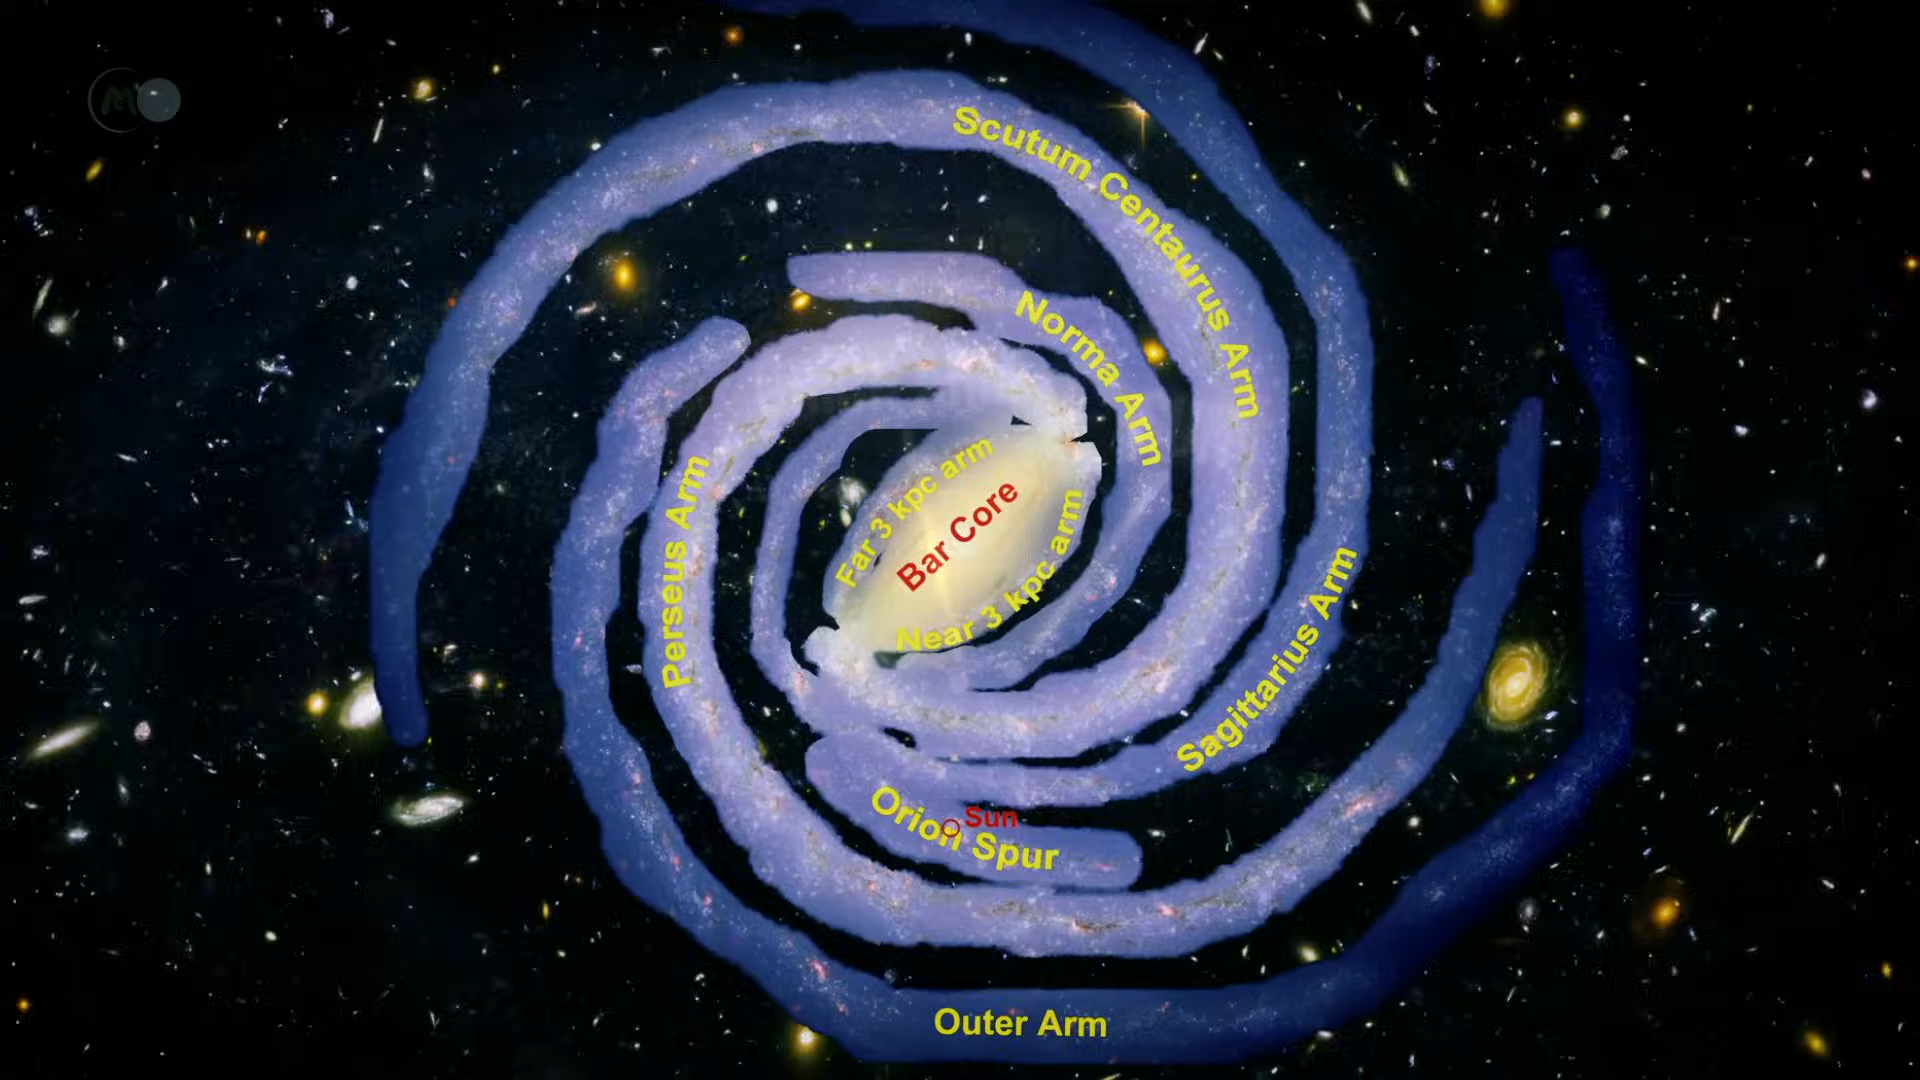 Scutum Centaurus Arm
Norma Arm
Far 3 kpc arm
Bar Core
Near 3 kpc arm
Perseus Arm
Sagittarius Arm
Sun
Orion Spur
Outer Arm